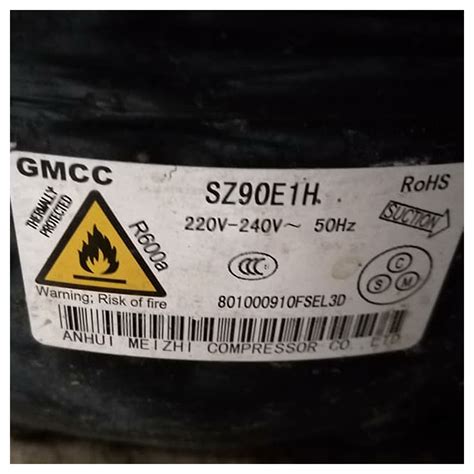 GMCC
SZ90E1H
RoHS
THERMALLY
PROTECTED
R600a
220V-240V~ 50Hz
SUCTION
CCC
C
S M
Warning; Risk of fire
801000910FSEL3D
ANHUI MEIZHI COMPRESSOR CO. LTD